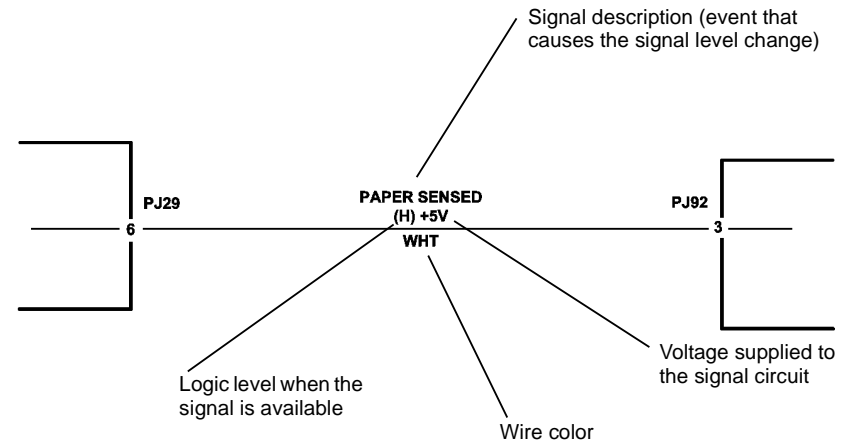 Signal description (event that
causes the signal level change)
PJ29
PAPER SENSED
(H) +5V
PJ92
6
WHT
3
Voltage supplied to
the signal circuit
Logic level when the
signal is available
Wire color